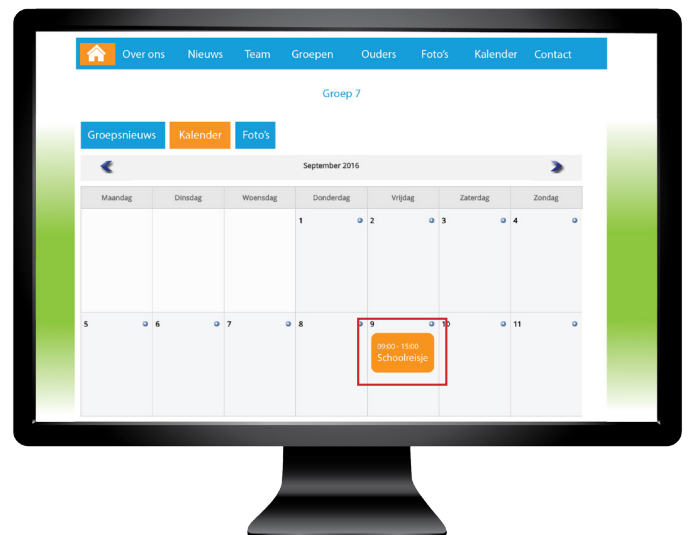 Over ons Nieuws Team Groepen Ouders Foto's Kalender Contact
Groep 7
Groepsnieuws Kalender Foto's
September 2016
Maandag Dinsdag Woensdag Donderdag Vrijdag Zaterdag Zondag
1 2 3 4
5 6 7 8 9 10 11
09:00 - 15:00
Schoolreisje